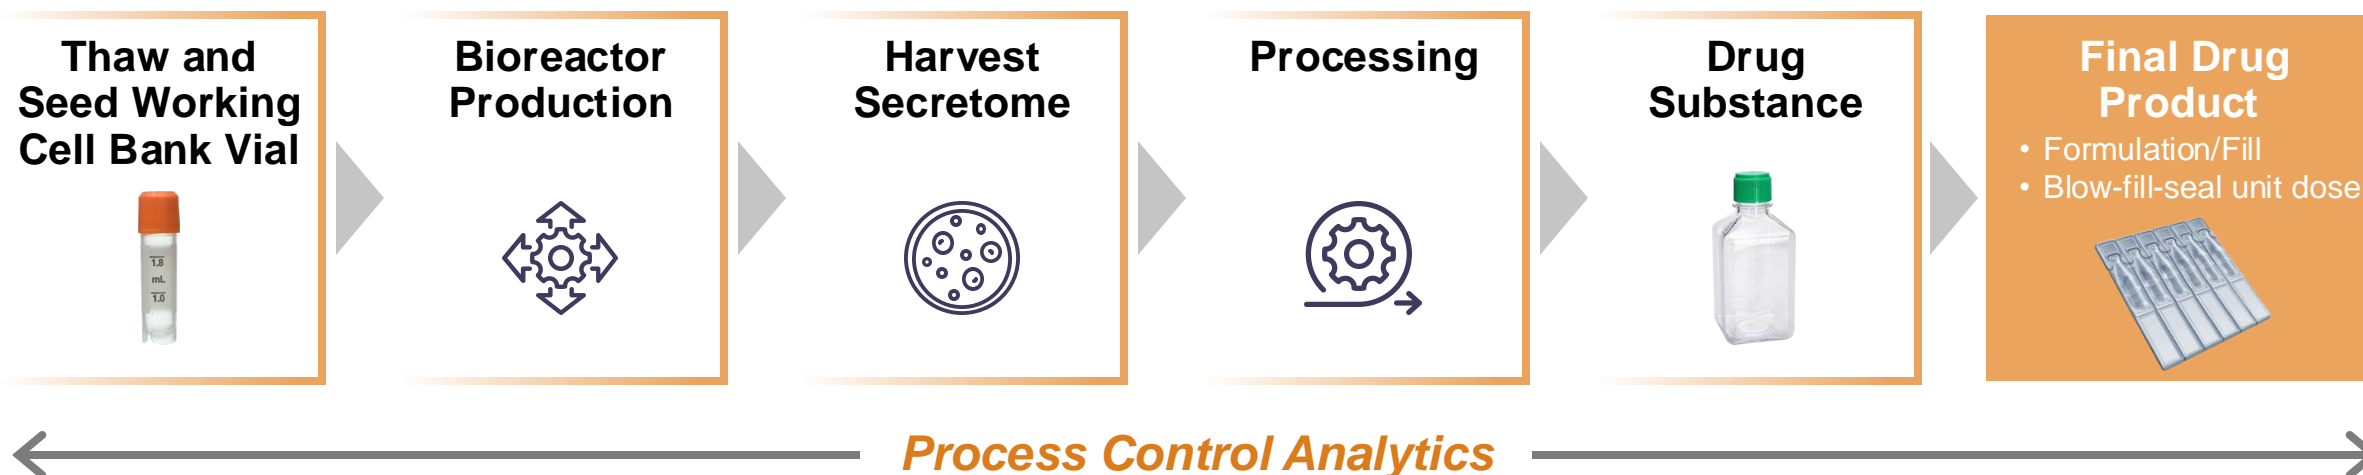 Thaw and
Seed Working
Cell Bank Vial
1.8
mL
1.0
Bioreactor
Production
Harvest
Secretome
Processing
Drug
Substance
Final Drug
Product
• Formulation/Fill
• Blow-fill-seal unit dose
Process Control Analytics